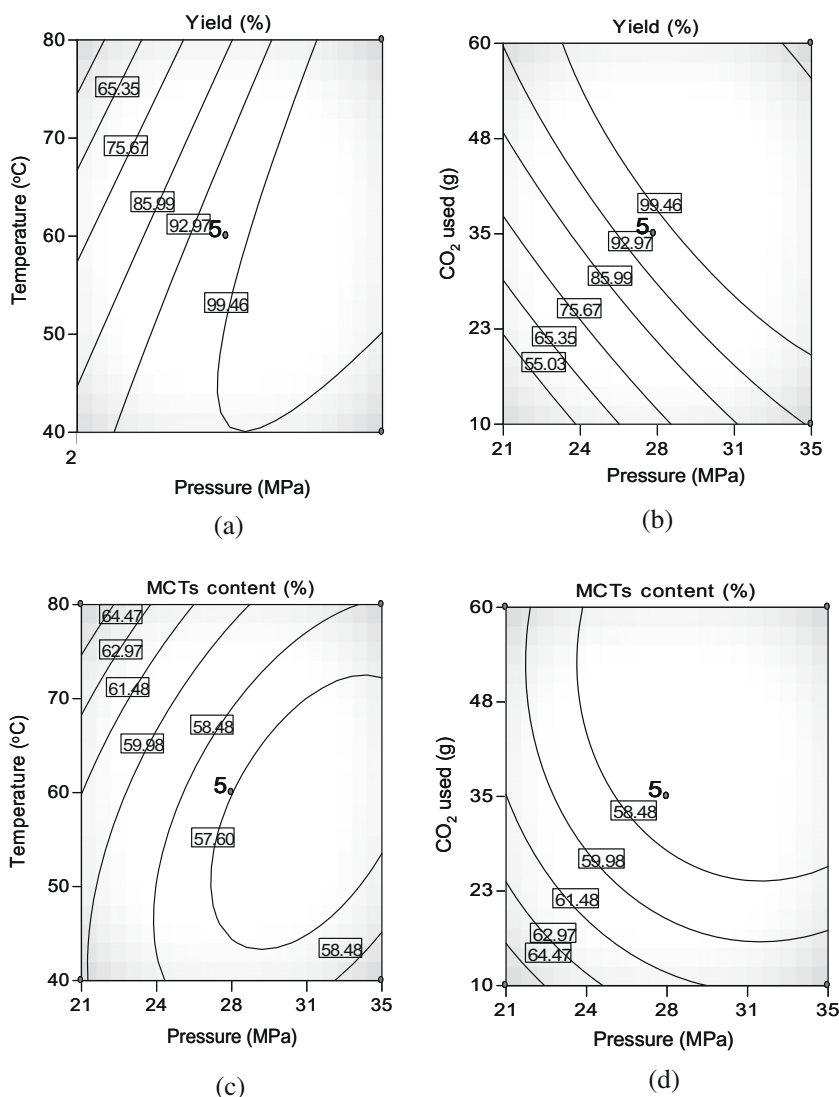 Yield (%)
80
70
60
50
40
2
Temperature (ºC)
Pressure (MPa)
65.35
75.67
85.99
92.97
5
99.46
(a)
Yield (%)
60
48
35
23
10
21 24 28 31 35
CO2 used (g)
Pressure (MPa)
99.46
5
92.97
85.99
75.67
65.35
55.03
(b)
MCTs content (%)
80
70
60
50
40
21 24 28 31 35
Temperature (ºC)
Pressure (MPa)
64.47
62.97
61.48
59.98
58.48
5
57.60
58.48
(c)
MCTs content (%)
60
48
35
23
10
21 24 28 31 35
CO2 used (g)
Pressure (MPa)
5
58.48
59.98
61.48
62.97
64.47
(d)